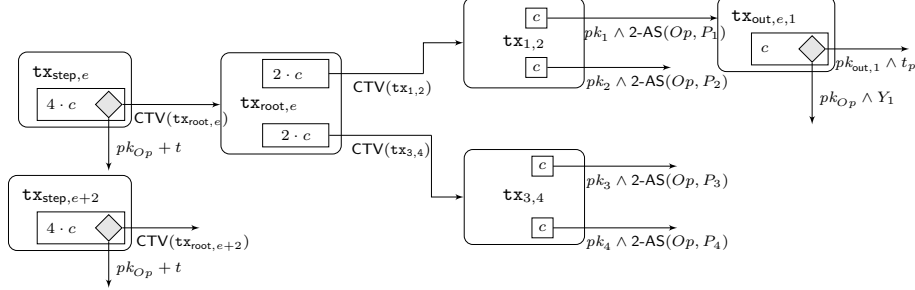 tx_{step,e}
4 · c
CTV(tx_{root,e})
pk_{Op} + t
tx_{step,e+2}
4 · c
CTV(tx_{root,e+2})
pk_{Op} + t
2 · c
tx_{root,e}
2 · c
CTV(tx_{1,2})
CTV(tx_{3,4})
c
tx_{1,2}
c
pk_1 ∧ 2-AS(Op, P_1)
pk_2 ∧ 2-AS(Op, P_2)
c
tx_{3,4}
c
pk_3 ∧ 2-AS(Op, P_3)
pk_4 ∧ 2-AS(Op, P_4)
tx_{out,e,1}
c
pk_{out,1} ∧ t_p
pk_{Op} ∧ Y_1